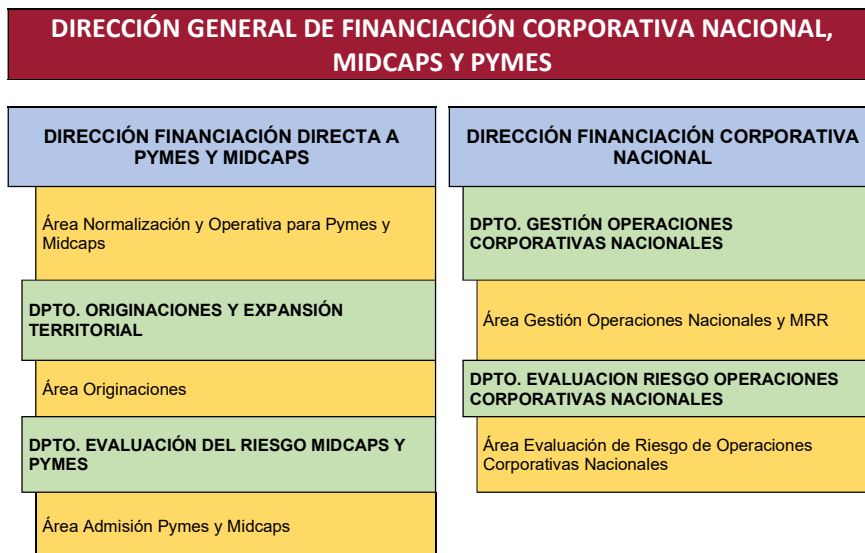 DIRECCIÓN GENERAL DE FINANCIACIÓN CORPORATIVA NACIONAL,
MIDCAPS Y PYMES
DIRECCIÓN FINANCIACIÓN DIRECTA A
PYMES Y MIDCAPS
Área Normalización y Operativa para Pymes y
Midcaps
DPTO. ORIGINACIONES Y EXPANSIÓN
TERRITORIAL
Área Originaciones
DPTO. EVALUACIÓN DEL RIESGO MIDCAPS Y
PYMES
Área Admisión Pymes y Midcaps
DIRECCIÓN FINANCIACIÓN CORPORATIVA
NACIONAL
DPTO. GESTIÓN OPERACIONES
CORPORATIVAS NACIONALES
Área Gestión Operaciones Nacionales y MRR
DPTO. EVALUACION RIESGO OPERACIONES
CORPORATIVAS NACIONALES
Área Evaluación de Riesgo de Operaciones
Corporativas Nacionales